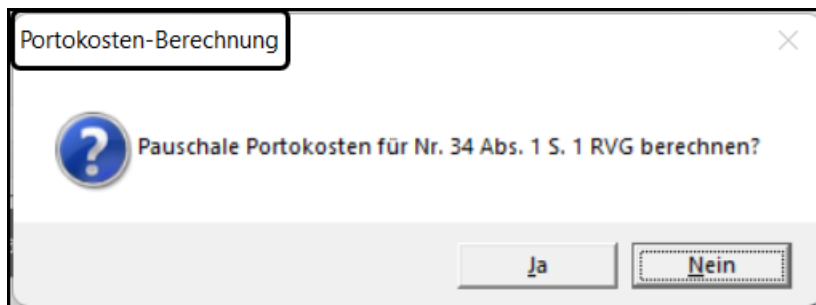 Portokosten-Berechnung
Pauschale Portokosten für Nr. 34 Abs. 1 S. 1 RVG berechnen?
Ja
Nein